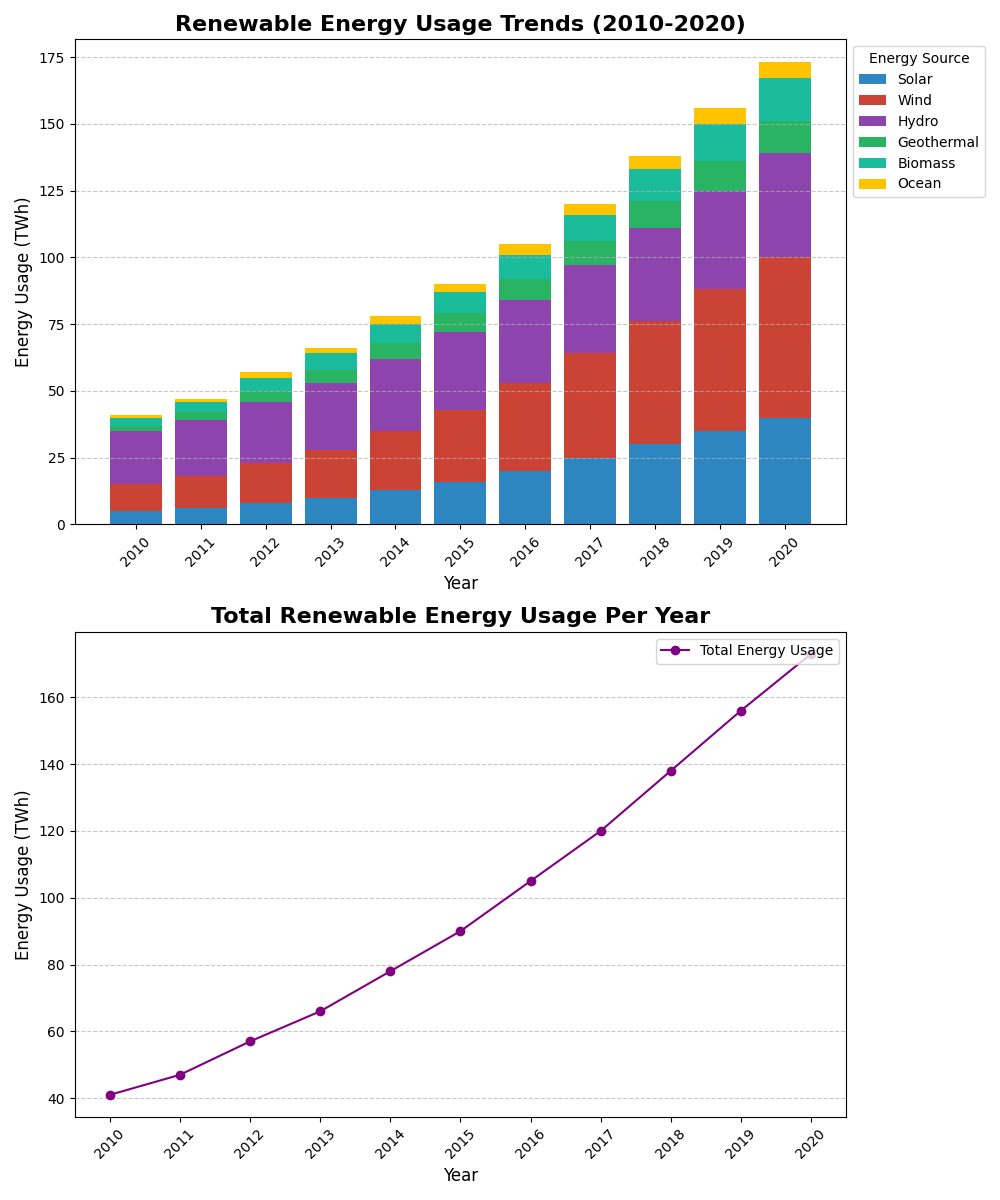 Renewable Energy Usage Trends (2010-2020)
Energy Usage (TWh)
175
150
125
100
75
50
25
0
2010 2011 2012 2013 2014 2015 2016 2017 2018 2019 2020
Year
Energy Source
Solar
Wind
Hydro
Geothermal
Biomass
Ocean
Total Renewable Energy Usage Per Year
Total Energy Usage
Energy Usage (TWh)
160
140
120
100
80
60
40
2010 2011 2012 2013 2014 2015 2016 2017 2018 2019 2020
Year